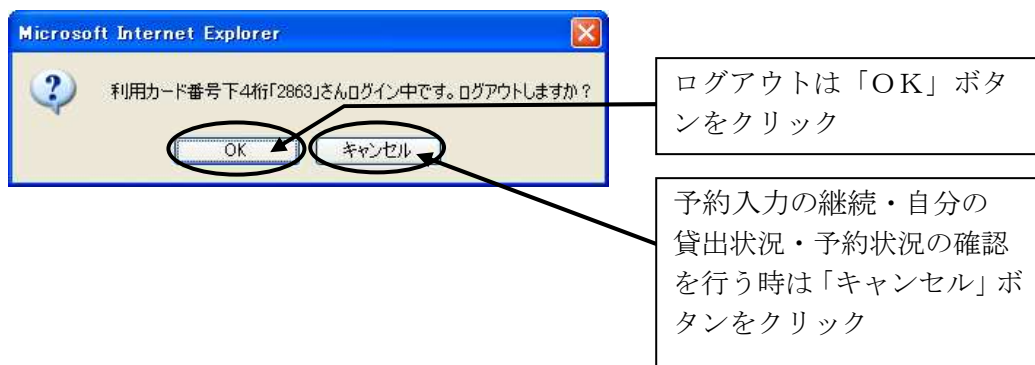 Microsoft Internet Explorer
利用カード番号下4桁「2863」さんログイン中です。ログアウトしますか?
OK
キャンセル
ログアウトは「OK」ボタ
ンをクリック
予約入力の継続・自分の
貸出状況・予約状況の確認
を行う時は「キャンセル」ボ
タンをクリック